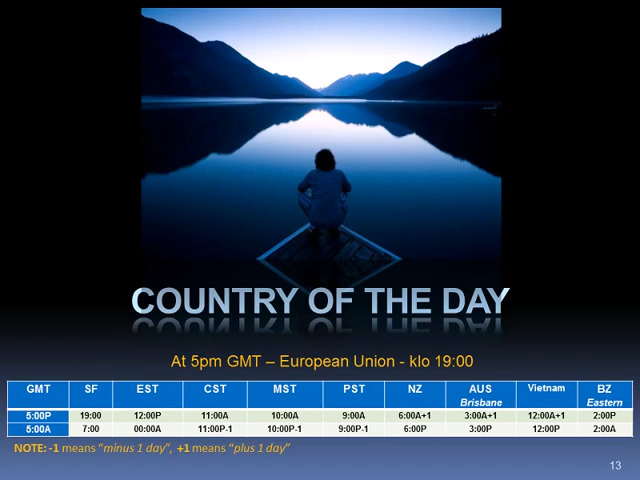 COUNTRY OF THE DAY
At 5pm GMT – European Union - klo 19:00
GMT SF EST CST MST PST NZ AUS Brisbane Vietnam BZ Eastern
5:00P 19:00 12:00P 11:00A 10:00A 9:00A 6:00A+1 3:00A+1 12:00A+1 2:00P
5:00A 7:00 00:00A 11:00P-1 10:00P-1 9:00P-1 6:00P 3:00P 12:00P 2:00A
NOTE: -1 means “minus 1 day”, +1 means “plus 1 day”
13